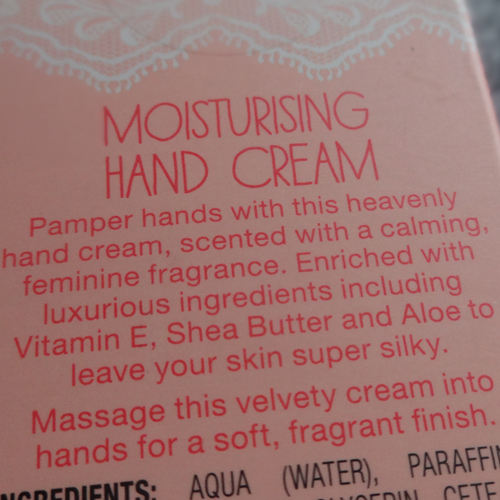 MOISTURISING
HAND CREAM
Pamper hands with this heavenly
hand cream, scented with a calming,
feminine fragrance. Enriched with
luxurious ingredients including
Vitamin E, Shea Butter and Aloe to
leave your skin super silky.
Massage this velvety cream into
hands for a soft, fragrant finish.
AQUA (WATER),